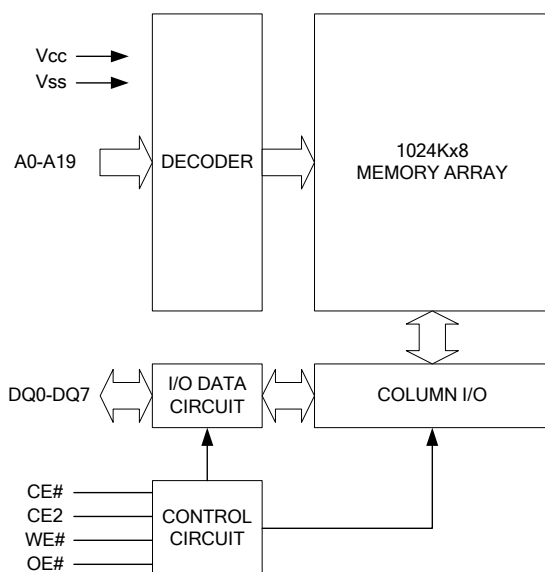 Vcc
Vss
A0-A19
DECODER
1024Kx8
MEMORY ARRAY
DQ0-DQ7
I/O DATA
CIRCUIT
COLUMN I/O
CE#
CE2
WE#
OE#
CONTROL
CIRCUIT